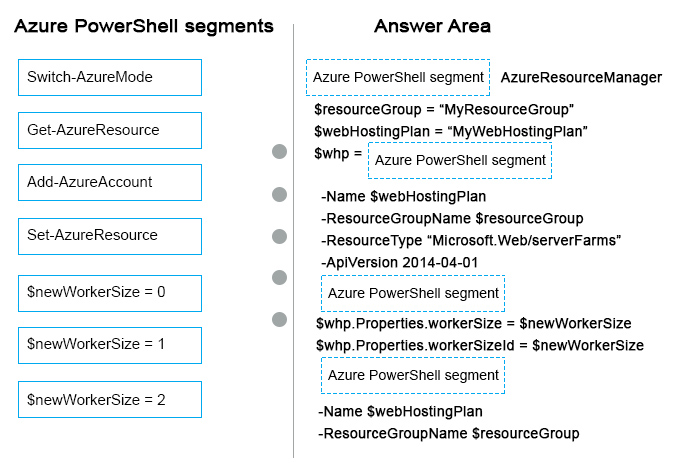 Azure PowerShell segments
Switch-AzureMode
Get-AzureResource
Add-AzureAccount
Set-AzureResource
$newWorkerSize = 0
$newWorkerSize = 1
$newWorkerSize = 2
Answer Area
Azure PowerShell segment AzureResourceManager
$resourceGroup = “MyResourceGroup"
$webHostingPlan = “MyWebHostingPlan”
$whp = Azure PowerShell segment
-Name $webHostingPlan
-ResourceGroupName $resourceGroup
-ResourceType “Microsoft.Web/serverFarms”
-ApiVersion 2014-04-01
Azure PowerShell segment
$whp.Properties.workerSize = $newWorkerSize
$whp.Properties.workerSizeId = $newWorkerSize
Azure PowerShell segment
-Name $webHostingPlan
-ResourceGroupName $resourceGroup